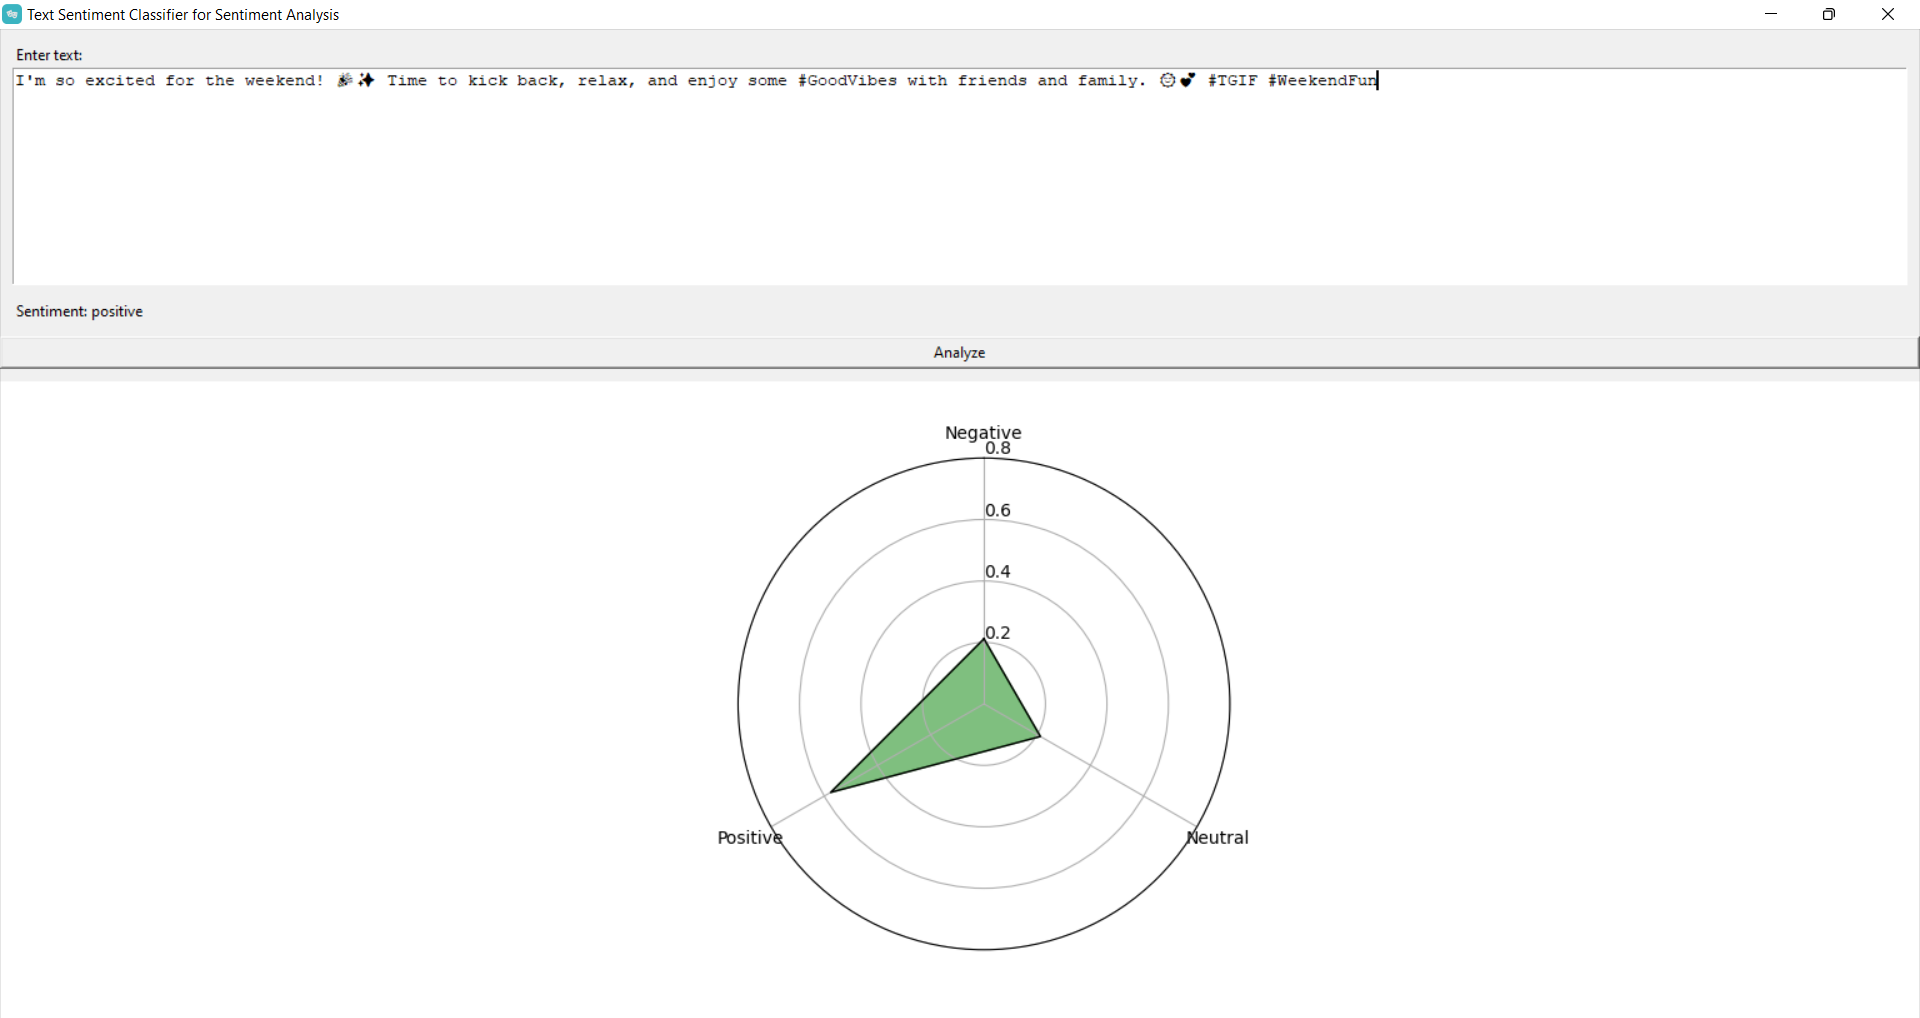 Text Sentiment Classifier for Sentiment Analysis
Enter text:
I'm so excited for the weekend! 🎉✨ Time to kick back, relax, and enjoy some #GoodVibes with friends and family. 😊💕 #TGIF #WeekendFun
Sentiment: positive
Analyze
Negative
0.8
0.6
0.4
0.2
Positive
Neutral